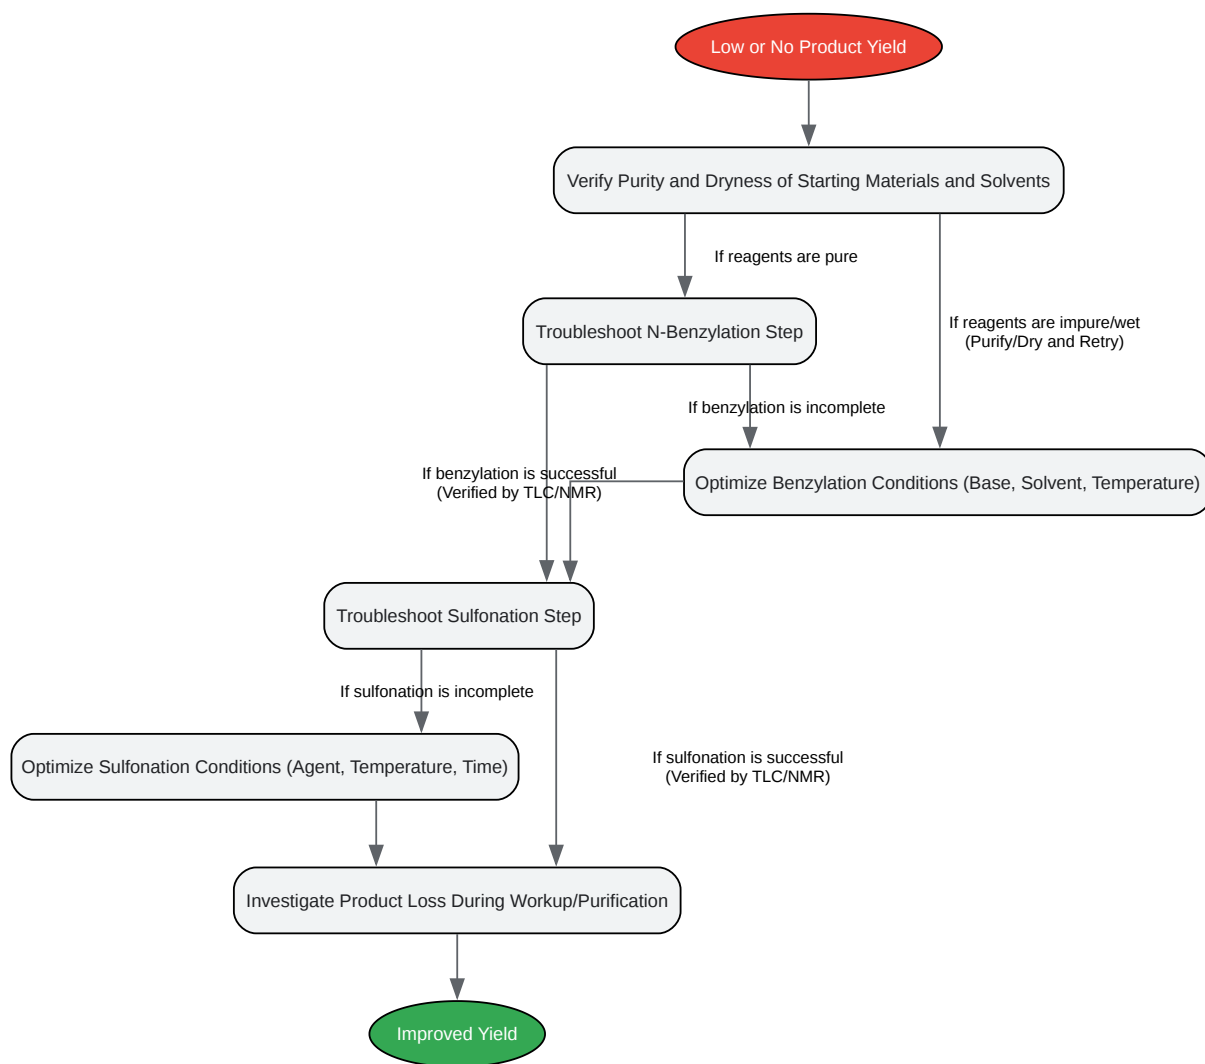 Low or No Product Yield
Verify Purity and Dryness of Starting Materials and Solvents
If reagents are pure
If reagents are impure/wet
(Purify/Dry and Retry)
Troubleshoot N-Benzylation Step
If benzylation is incomplete
If benzylation is successful
(Verified by TLC/NMR)
Optimize Benzylation Conditions (Base, Solvent, Temperature)
Troubleshoot Sulfonation Step
If sulfonation is incomplete
If sulfonation is successful
(Verified by TLC/NMR)
Optimize Sulfonation Conditions (Agent, Temperature, Time)
Investigate Product Loss During Workup/Purification
Improved Yield